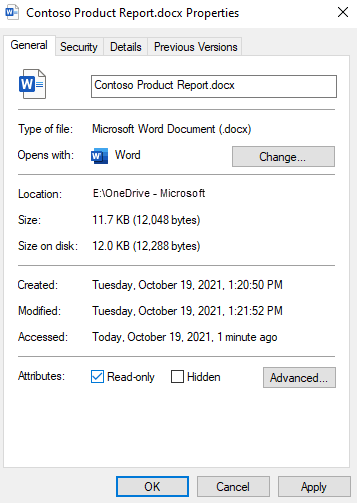 Contoso Product Report.docx Properties
General Security Details Previous Versions
Contoso Product Report.docx
Type of file: Microsoft Word Document (.docx)
Opens with: Word Change...
Location: E:\OneDrive - Microsoft
Size: 11.7 KB (12,048 bytes)
Size on disk: 12.0 KB (12,288 bytes)
Created: Tuesday, October 19, 2021, 1:20:50 PM
Modified: Tuesday, October 19, 2021, 1:21:52 PM
Accessed: Today, October 19, 2021, 1 minute ago
Attributes: Read-only Hidden Advanced...
OK Cancel Apply